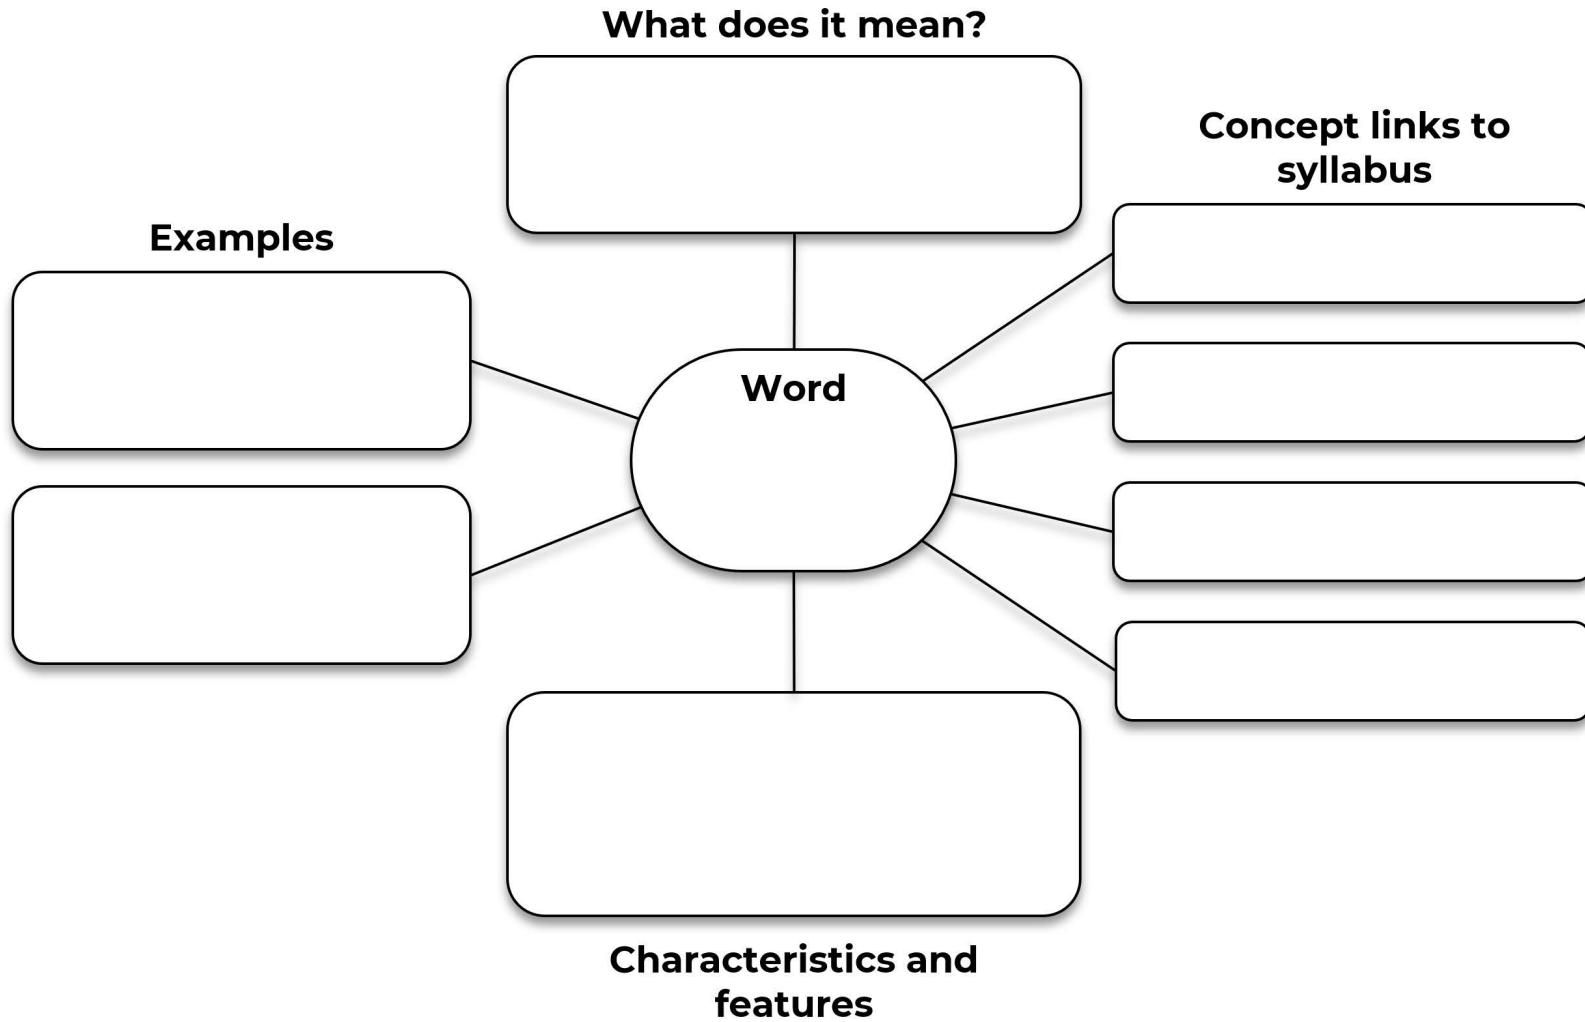 What does it mean?
Concept links to
syllabus
Examples
Word
Characteristics and
features